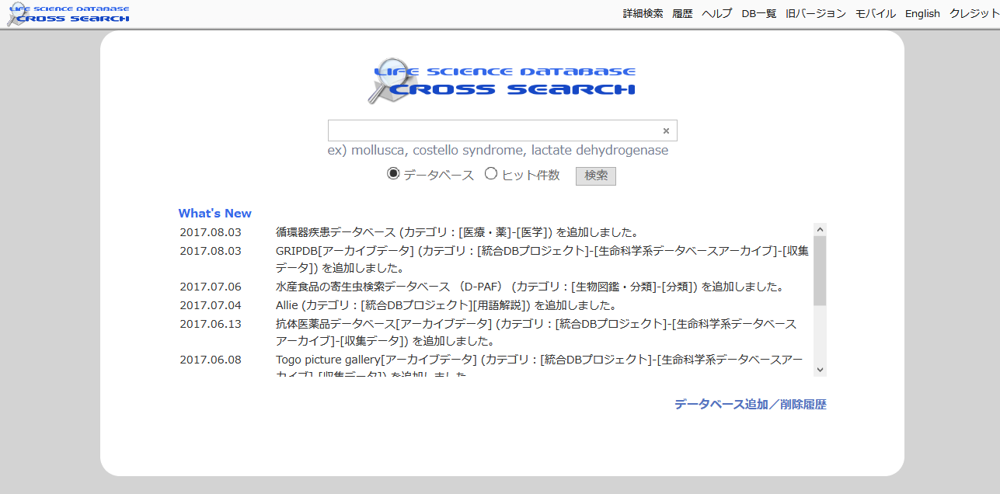 LIFE SCIENCE DATABASE
CROSS SEARCH
詳細検索 履歴 ヘルプ DB一覧 旧バージョン モバイル English クレジット
LIFE SCIENCE DATABASE
CROSS SEARCH
ex) mollusca, costello syndrome, lactate dehydrogenase
データベース ヒット件数 検索
What's New
2017.08.03 循環器疾患データベース (カテゴリ：[医療・薬]-[医学]) を追加しました。
2017.08.03 GRIPDB[アーカイブデータ] (カテゴリ：[統合DBプロジェクト]-[生命科学系データベースアーカイブ]-[収集
データ]) を追加しました。
2017.07.06 水産食品の寄生虫検索データベース （D-PAF） (カテゴリ：[生物図鑑・分類]-[分類]) を追加しました。
2017.07.04 Allie (カテゴリ：[統合DBプロジェクト][用語解説]) を追加しました。
2017.06.13 抗体医薬品データベース[アーカイブデータ] (カテゴリ：[統合DBプロジェクト]-[生命科学系データベース
アーカイブ]-[収集データ]) を追加しました。
2017.06.08 Togo picture gallery[アーカイブデータ] (カテゴリ：[統合DBプロジェクト]-[生命科学系データベースアー
カイブ]-[収集データ]) を追加しました。
データベース追加／削除履歴